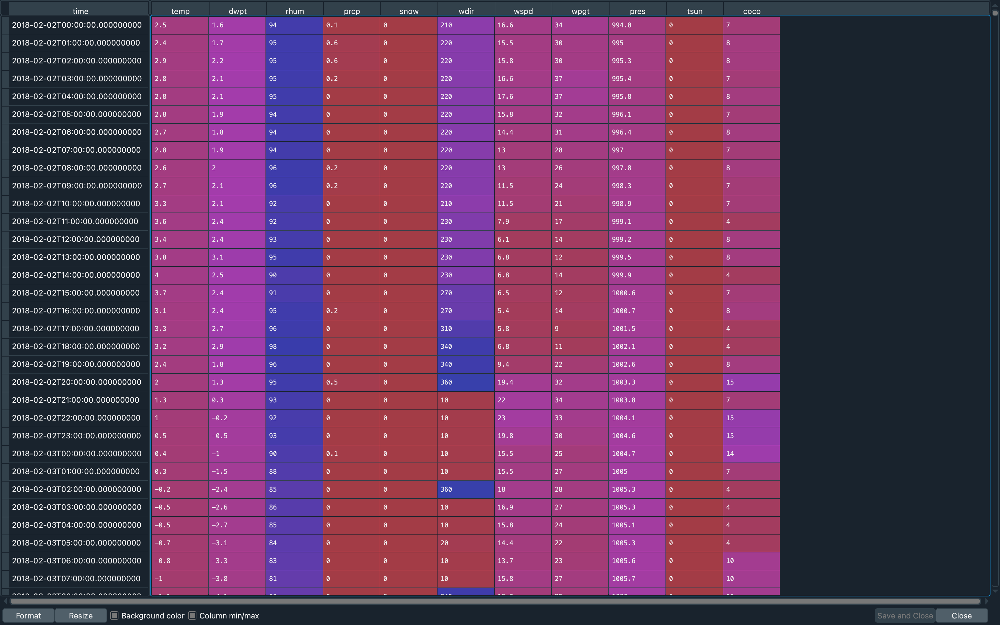 time temp dwpt rhum prcp snow wdir wspd wpgt pres tsun coco
2018-02-02T00:00:00.000000000 2.5 1.6 94 0.1 0 210 16.6 34 994.8 0 7
2018-02-02T01:00:00.000000000 2.4 1.7 95 0.6 0 220 15.5 30 995 0 8
2018-02-02T02:00:00.000000000 2.9 2.2 95 0.6 0 220 15.8 30 995.3 0 8
2018-02-02T03:00:00.000000000 2.8 2.1 95 0.2 0 220 16.6 37 995.4 0 7
2018-02-02T04:00:00.000000000 2.8 2.1 95 0 0 220 17.6 37 995.8 0 8
2018-02-02T05:00:00.000000000 2.8 1.9 94 0 0 220 15.8 32 996.1 0 7
2018-02-02T06:00:00.000000000 2.7 1.8 94 0 0 220 14.4 31 996.4 0 8
2018-02-02T07:00:00.000000000 2.8 1.9 94 0 0 220 13 28 997 0 7
2018-02-02T08:00:00.000000000 2.6 2 96 0.2 0 220 13 26 997.8 0 8
2018-02-02T09:00:00.000000000 2.7 2.1 96 0.2 0 220 11.5 24 998.3 0 7
2018-02-02T10:00:00.000000000 3.3 2.1 92 0 0 210 11.5 21 998.9 0 7
2018-02-02T11:00:00.000000000 3.6 2.4 92 0 0 230 7.9 17 999.1 0 4
2018-02-02T12:00:00.000000000 3.4 2.4 93 0 0 230 6.1 14 999.2 0 8
2018-02-02T13:00:00.000000000 3.8 3.1 95 0 0 230 6.8 12 999.5 0 8
2018-02-02T14:00:00.000000000 4 2.5 90 0 0 230 6.8 14 999.9 0 4
2018-02-02T15:00:00.000000000 3.7 2.4 91 0 0 270 6.5 12 1000.6 0 7
2018-02-02T16:00:00.000000000 3.1 2.4 95 0.2 0 270 5.4 14 1000.7 0 8
2018-02-02T17:00:00.000000000 3.3 2.7 96 0 0 310 5.8 9 1001.5 0 4
2018-02-02T18:00:00.000000000 3.2 2.9 98 0 0 340 6.8 11 1002.1 0 4
2018-02-02T19:00:00.000000000 2.4 1.8 96 0 0 340 9.4 22 1002.6 0 8
2018-02-02T20:00:00.000000000 2 1.3 95 0.5 0 360 19.4 32 1003.3 0 15
2018-02-02T21:00:00.000000000 1.3 0.3 93 0 0 10 22 34 1003.8 0 7
2018-02-02T22:00:00.000000000 1 −0.2 92 0 0 10 23 33 1004.1 0 15
2018-02-02T23:00:00.000000000 0.5 −0.5 93 0 0 10 19.8 30 1004.6 0 15
2018-02-03T00:00:00.000000000 0.4 −1 90 0.1 0 10 15.5 25 1004.7 0 14
2018-02-03T01:00:00.000000000 0.3 −1.5 88 0 0 10 15.5 27 1005 0 7
2018-02-03T02:00:00.000000000 −0.2 −2.4 85 0 0 360 18 28 1005.3 0 4
2018-02-03T03:00:00.000000000 −0.5 −2.6 86 0 0 10 16.9 27 1005.3 0 4
2018-02-03T04:00:00.000000000 −0.5 −2.7 85 0 0 10 15.8 24 1005.1 0 4
2018-02-03T05:00:00.000000000 −0.7 −3.1 84 0 0 20 14.4 22 1005.3 0 4
2018-02-03T06:00:00.000000000 −0.8 −3.3 83 0 0 10 13.7 23 1005.6 0 10
2018-02-03T07:00:00.000000000 −1 −3.8 81 0 0 10 15.8 27 1005.7 0 10
Format Resize Background color Column min/max Save and Close Close